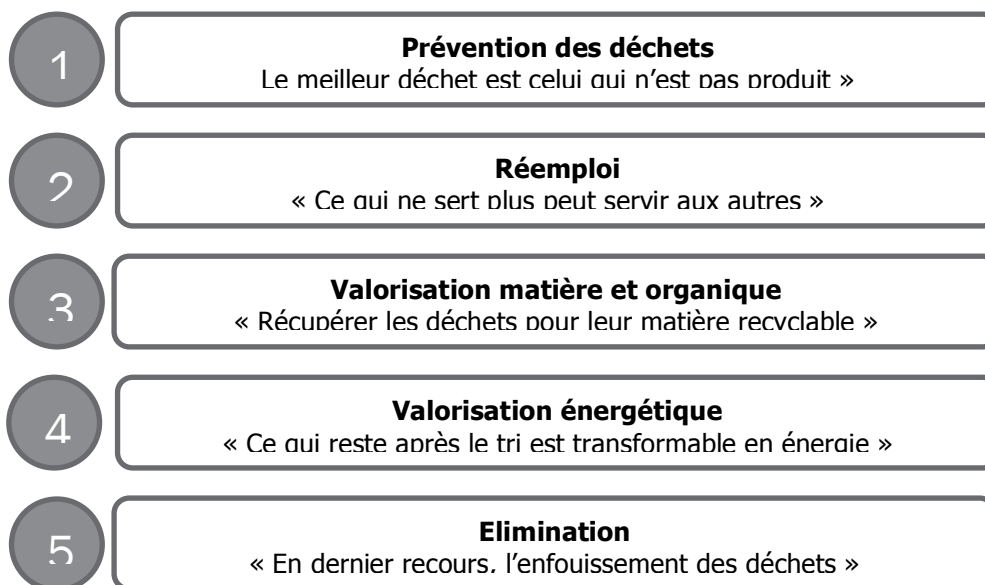 1
Prévention des déchets
Le meilleur déchet est celui qui n’est pas produit »
2
Réemploi
« Ce qui ne sert plus peut servir aux autres »
3
Valorisation matière et organique
« Récupérer les déchets pour leur matière recyclable »
4
Valorisation énergétique
« Ce qui reste après le tri est transformable en énergie »
5
Elimination
« En dernier recours, l’enfouissement des déchets »